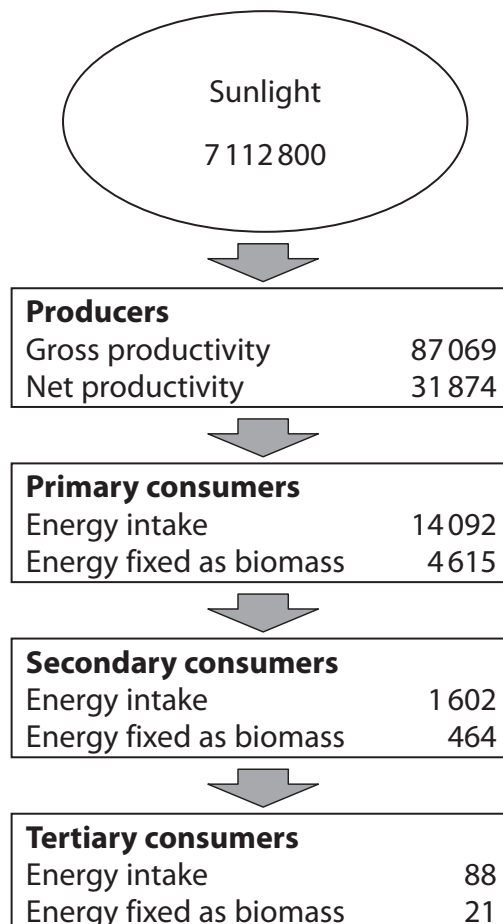 Sunlight
7 112 800
Producers
Gross productivity 87 069
Net productivity 31 874
Primary consumers
Energy intake 14 092
Energy fixed as biomass 4 615
Secondary consumers
Energy intake 1 602
Energy fixed as biomass 464
Tertiary consumers
Energy intake 88
Energy fixed as biomass 21